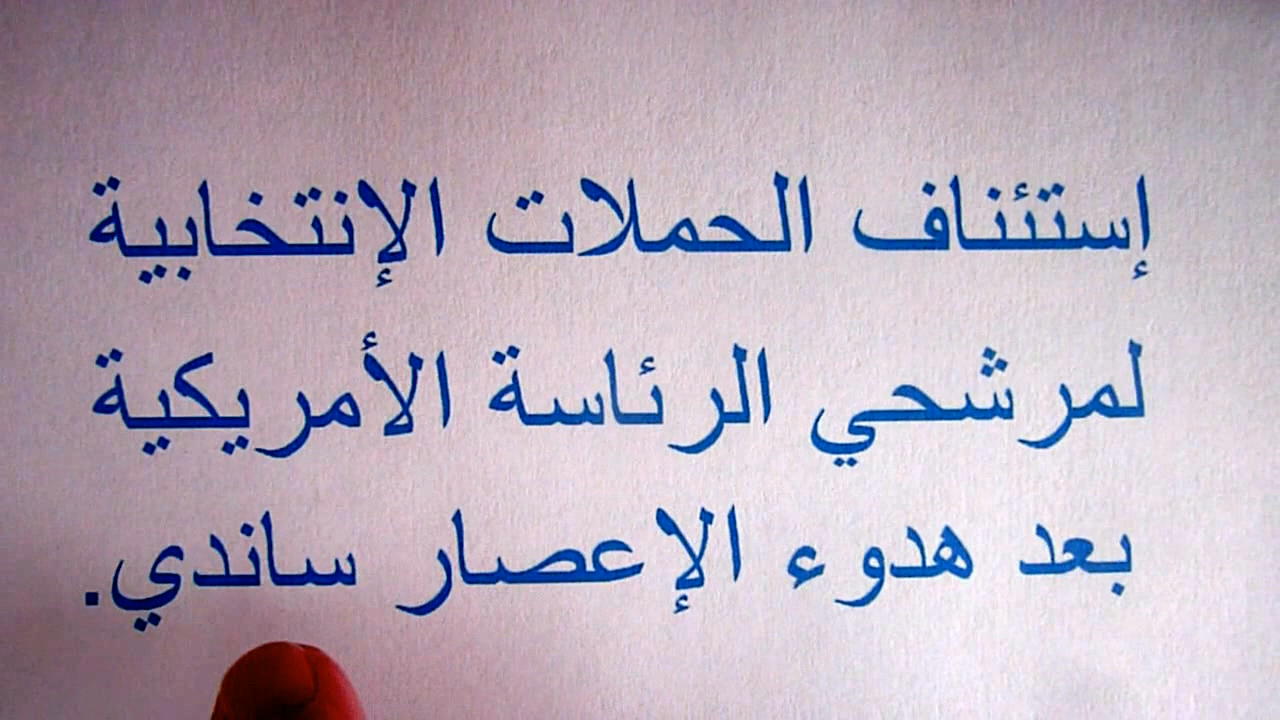 إستئناف الحملات الإنتخابية
لمرشحي الرئاسة الأمريكية
بعد هدوء الإعصار ساندي.